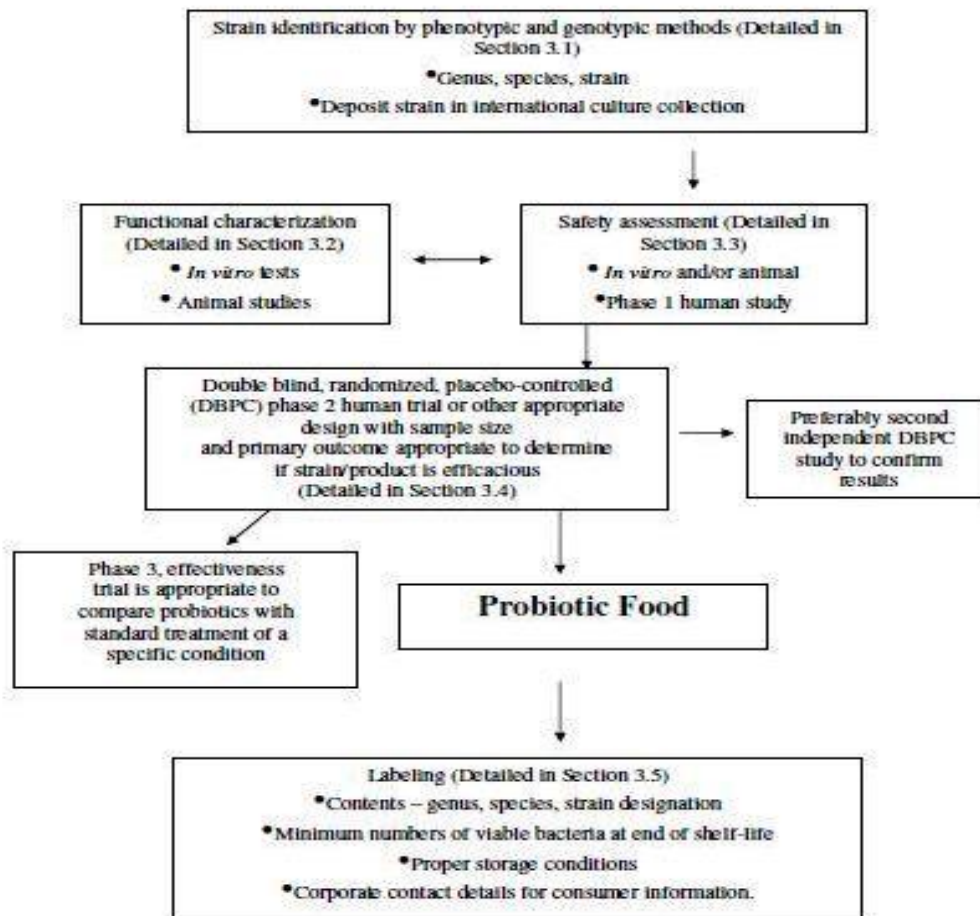 Strain identification by phenotypic and genotypic methods (Detailed in
Section 3.1)
•Genus, species, strain
•Deposit strain in international culture collection
Functional characterization
(Detailed in Section 3.2)
• In vitro tests
• Animal studies
Safety assessment (Detailed in
Section 3.3)
• In vitro and/or animal
•Phase 1 human study
Double blind, randomized, placebo-controlled
(DBPC) phase 2 human trial or other appropriate
design with sample size
and primary outcome appropriate to determine
if strain/product is efficacious
(Detailed in Section 3.4)
Preferably second
independent DBPC
study to confirm
results
Phase 3, effectiveness
trial is appropriate to
compare probiotics with
standard treatment of a
specific condition
Probiotic Food
Labeling (Detailed in Section 3.5)
•Contents – genus, species, strain designation
•Minimum numbers of viable bacteria at end of shelf-life
•Proper storage conditions
•Corporate contact details for consumer information.